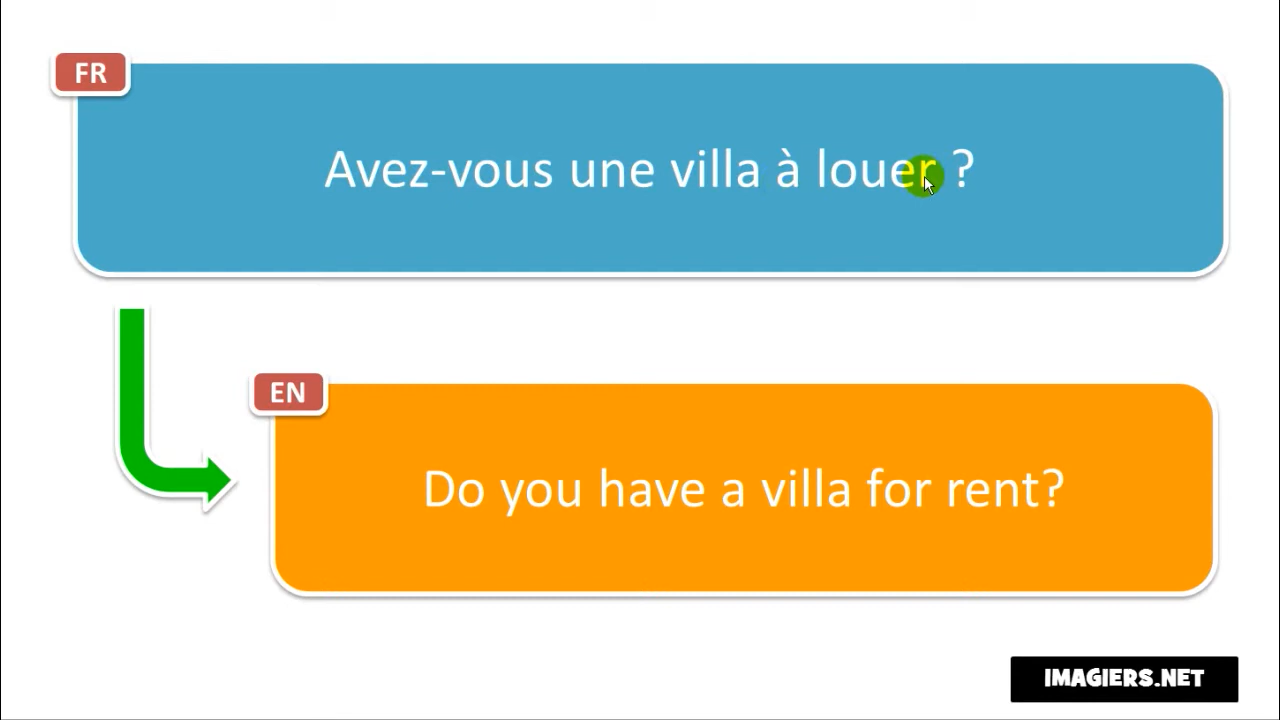 FR
Avez-vous une villa à louer ?
EN
Do you have a villa for rent?
IMAGIERS.NET